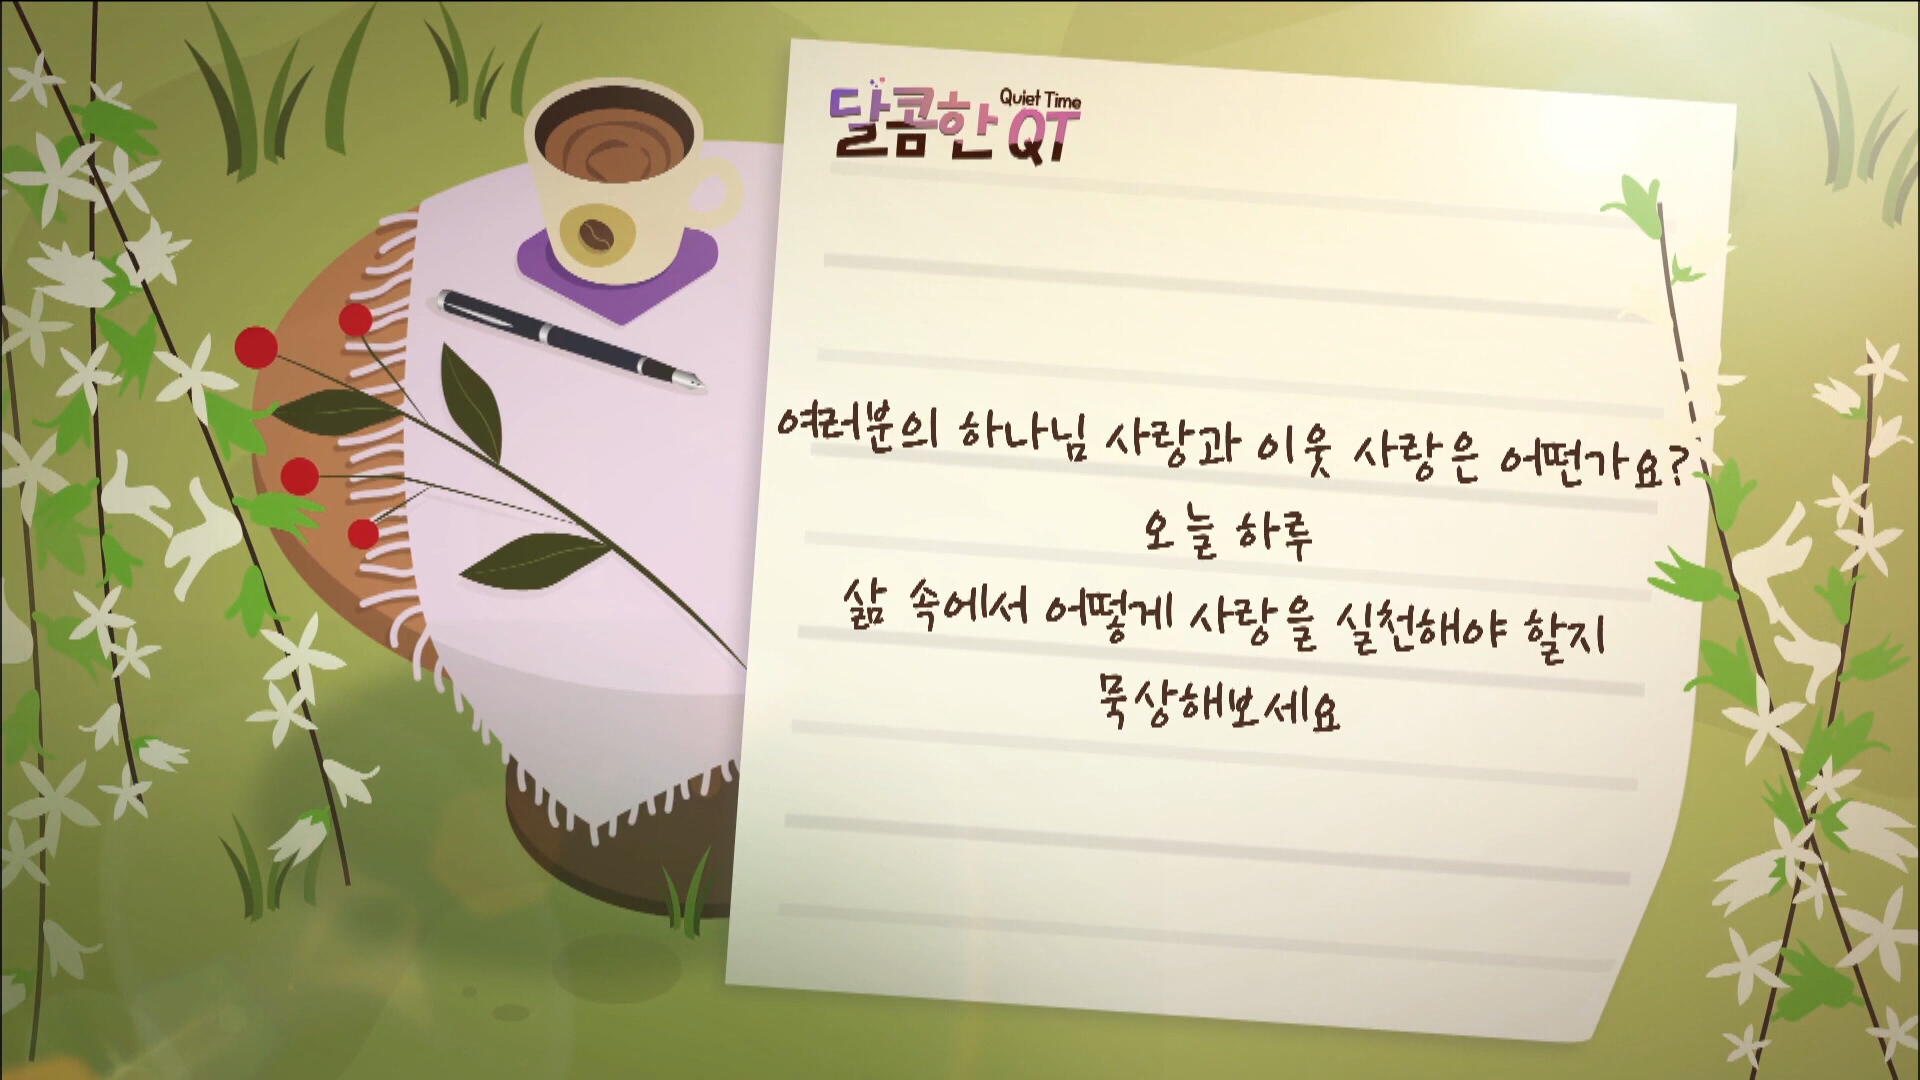 달콤한 QT
Quiet Time
여러분의 하나님 사랑과 이웃 사랑은 어떤가요?
오늘 하루
삶 속에서 어떻게 사랑을 실천해야 할지
묵상해보세요